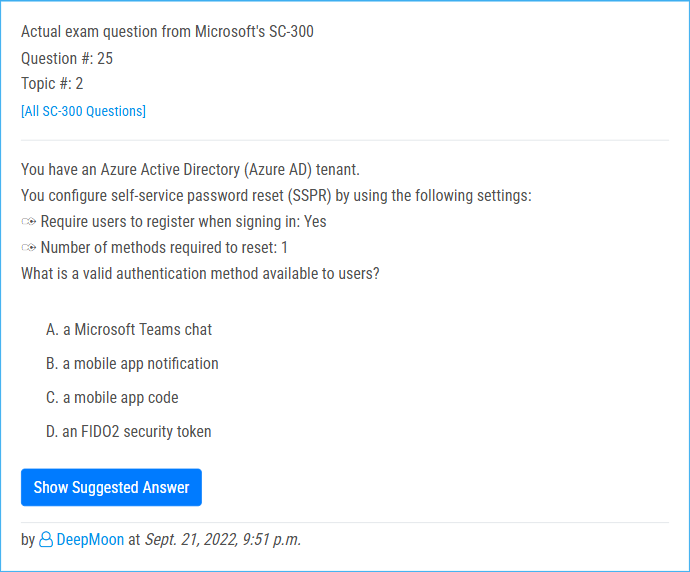 Actual exam question from Microsoft's SC-300
Question #: 25
Topic #: 2
[All SC-300 Questions]
You have an Azure Active Directory (Azure AD) tenant.
You configure self-service password reset (SSPR) by using the following settings:
Require users to register when signing in: Yes
Number of methods required to reset: 1
What is a valid authentication method available to users?
A. a Microsoft Teams chat
B. a mobile app notification
C. a mobile app code
D. an FIDO2 security token
Show Suggested Answer
by DeepMoon at Sept. 21, 2022, 9:51 p.m.